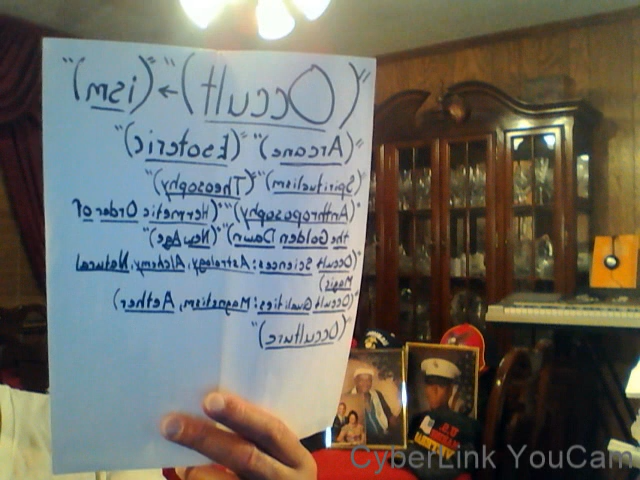 "(Occult)" → "(ism)"
"(Arcane)" "(Esoteric)"
"(Spiritualism)" "(Theosophy)"
"(Anthroposophy)" "(Hermetic Order of
the Golden Dawn)" "(New Age)"
"(Occult Sciences: Astrology, Alchemy, Natural
Magic)
"(Occult Qualities: Magnetism, Aether)
"(Occulture)"
CyberLink YouCam